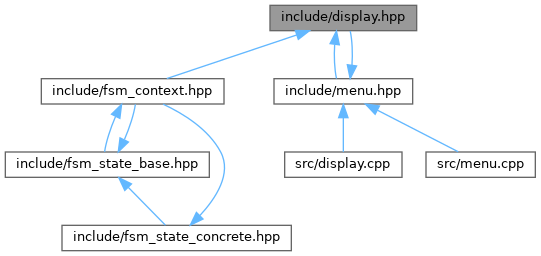 include/display.hpp
include/fsm_context.hpp
include/menu.hpp
include/fsm_state_base.hpp
src/display.cpp
src/menu.cpp
include/fsm_state_concrete.hpp